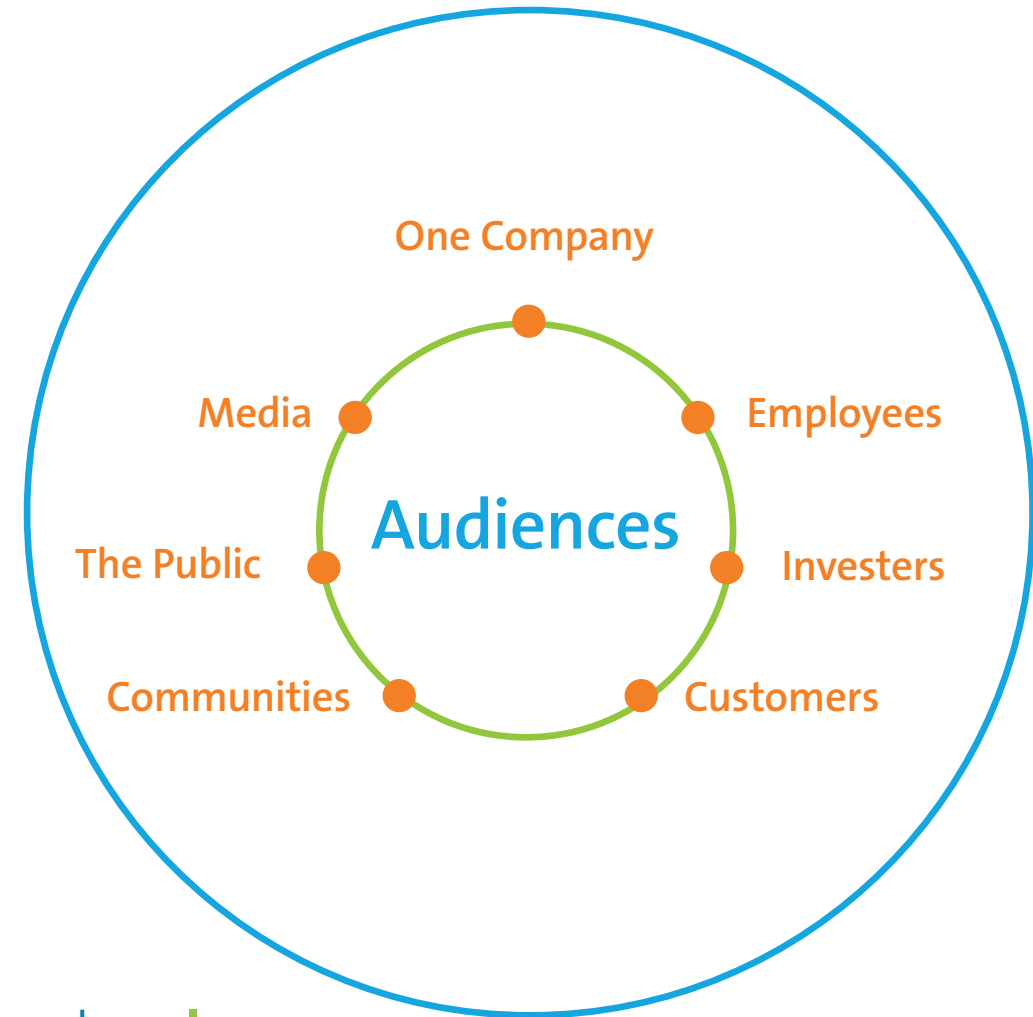 One Company
Media
Employees
Audiences
The Public
Investers
Communities
Customers